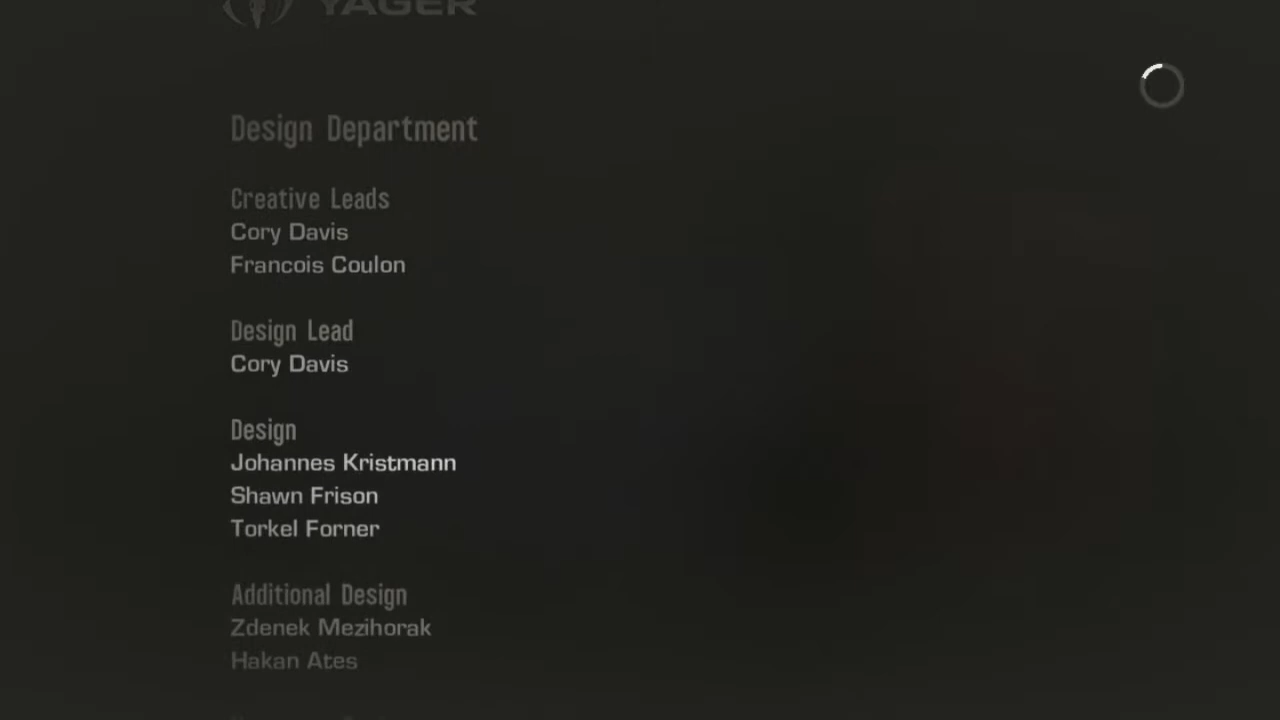 YAGER
Design Department
Creative Leads
Cory Davis
Francois Coulon
Design Lead
Cory Davis
Design
Johannes Kristmann
Shawn Frison
Torkel Forner
Additional Design
Zdenek Mezihorak
Hakan Ates